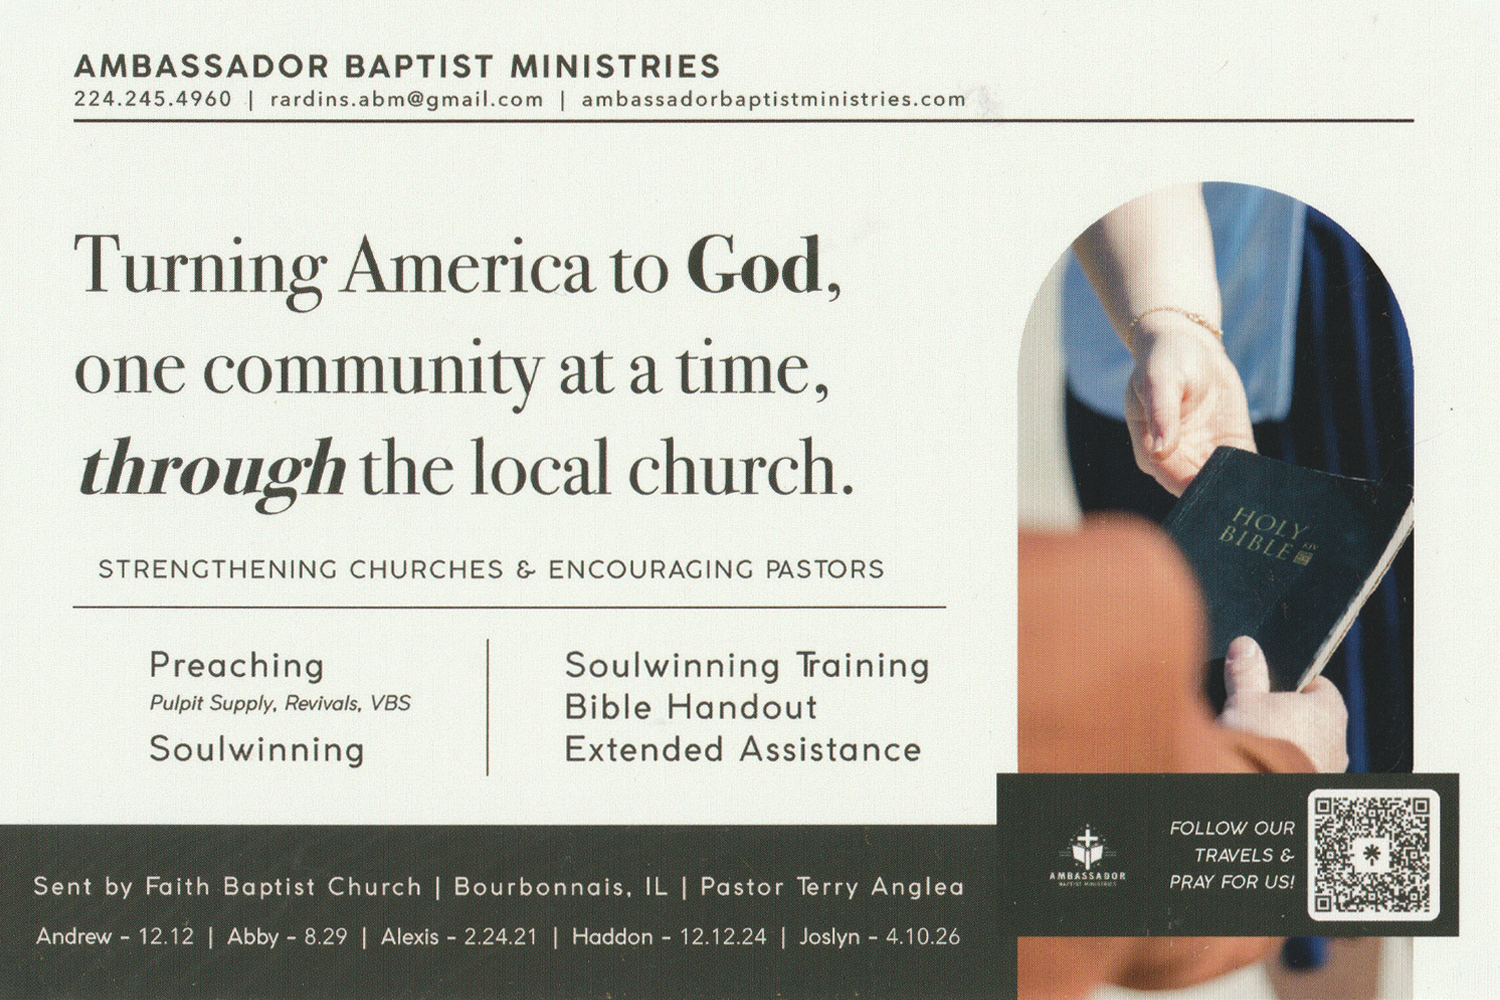 AMBASSADOR BAPTIST MINISTRIES
224.245.4960 | rardins.abm@gmail.com | ambassadorbaptistministries.com
Turning America to God,
one community at a time,
through the local church.
STRENGTHENING CHURCHES & ENCOURAGING PASTORS
Preaching
Pulpit Supply, Revivals, VBS
Soulwinning
Soulwinning Training
Bible Handout
Extended Assistance
HOLY
BIBLE KJV
AMBASSADOR
BAPTIST MINISTRIES
FOLLOW OUR
TRAVELS &
PRAY FOR US!
Sent by Faith Baptist Church | Bourbonnais, IL | Pastor Terry Anglea
Andrew - 12.12 | Abby - 8.29 | Alexis - 2.24.21 | Haddon - 12.12.24 | Joslyn - 4.10.26